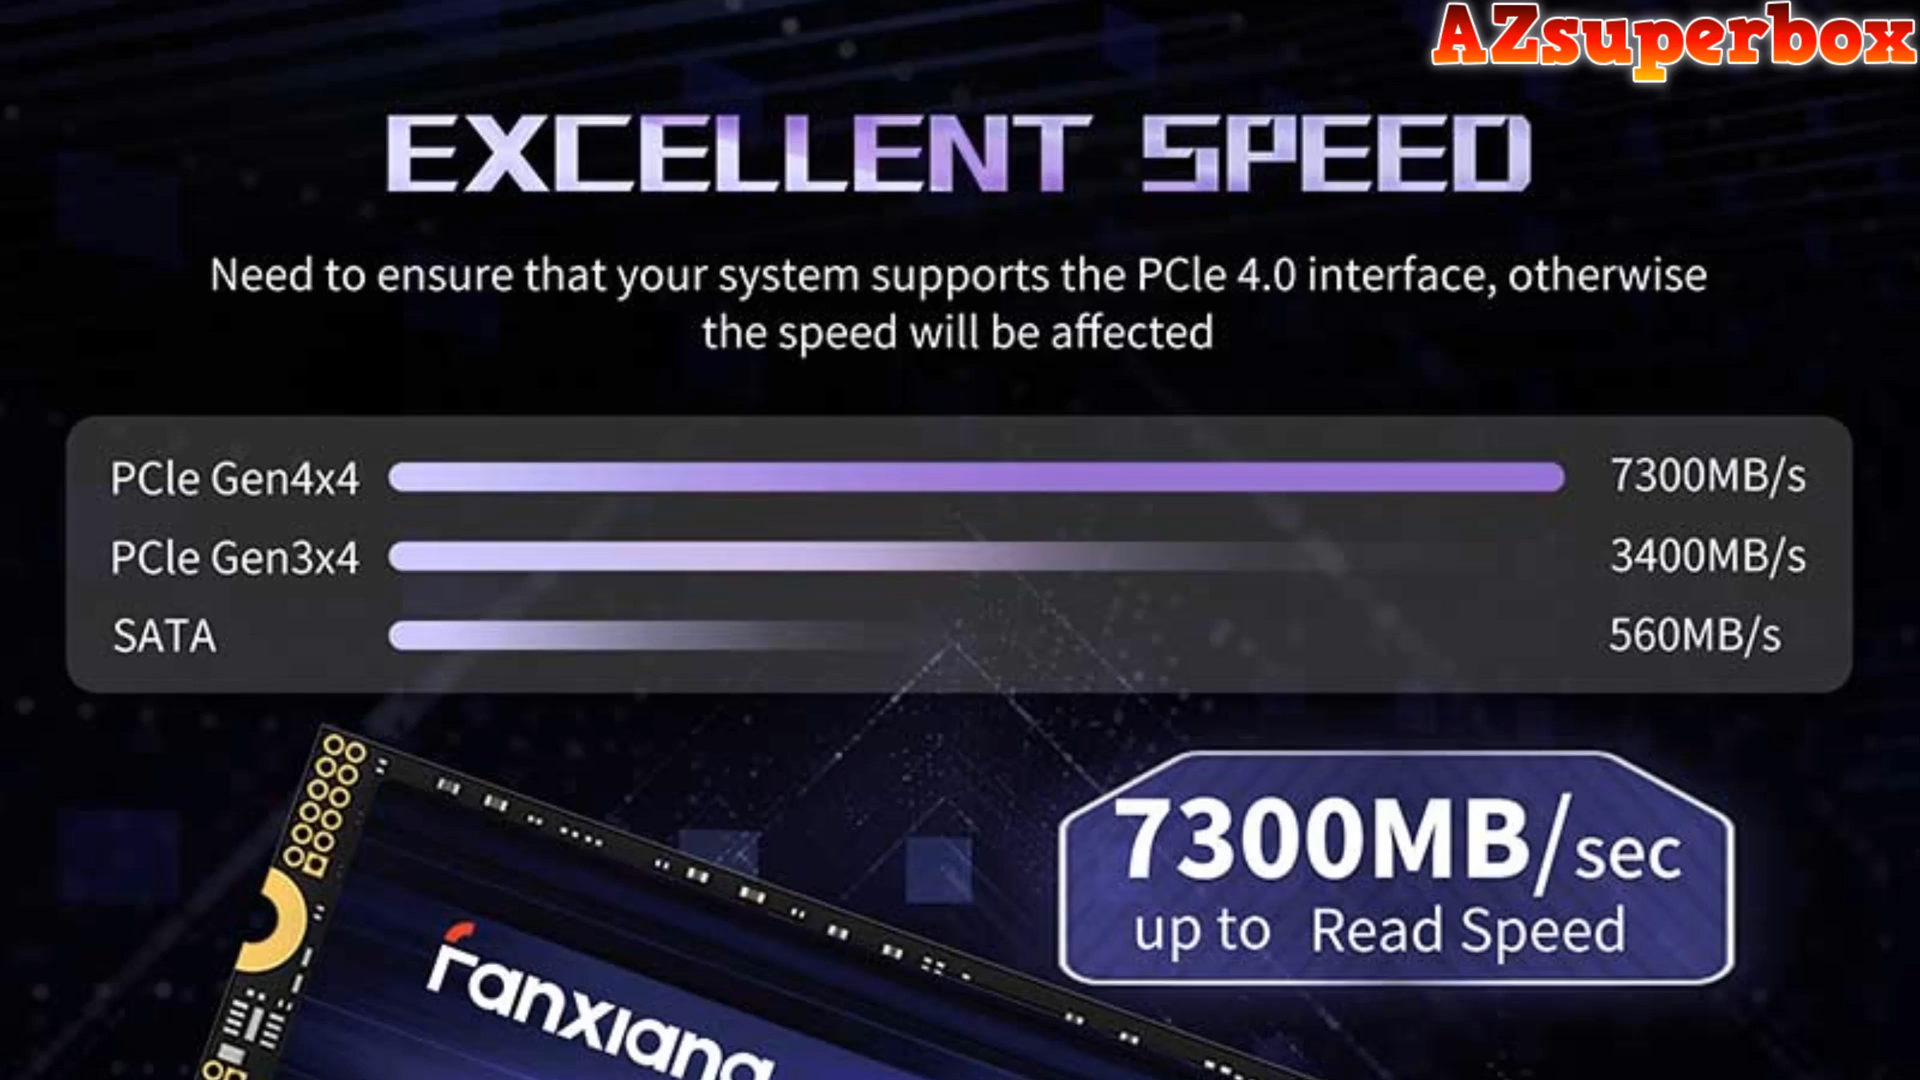 AZsuperbox
EXCELLENT SPEED
Need to ensure that your system supports the PCle 4.0 interface, otherwise
the speed will be affected
PCle Gen4x4 7300MB/s
PCle Gen3x4 3400MB/s
SATA 560MB/s
7300MB/sec
up to Read Speed
fanxiang